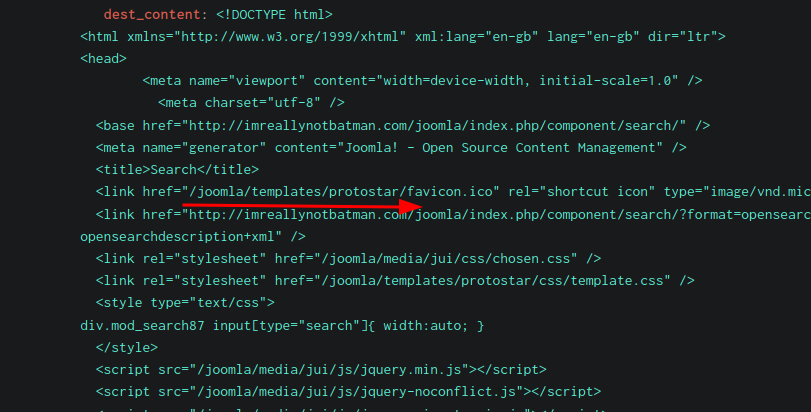 dest_content: <!DOCTYPE html>
<html xmlns="http://www.w3.org/1999/xhtml" xml:lang="en-gb" lang="en-gb" dir="ltr">
<head>
<meta name="viewport" content="width=device-width, initial-scale=1.0" />
<meta charset="utf-8" />
<base href="http://imreallynotbatman.com/joomla/index.php/component/search/" />
<meta name="generator" content="Joomla! - Open Source Content Management" />
<title>Search</title>
<link href="/joomla/templates/protostar/favicon.ico" rel="shortcut icon" type="image/vnd.mic
<link href="http://imreallynotbatman.com/joomla/index.php/component/search/?format=opensearc
opensearchdescription+xml" />
<link rel="stylesheet" href="/joomla/media/jui/css/chosen.css" />
<link rel="stylesheet" href="/joomla/templates/protostar/css/template.css" />
<style type="text/css">
div.mod_search87 input[type="search"]{ width:auto; }
</style>
<script src="/joomla/media/jui/js/jquery.min.js"></script>
<script src="/joomla/media/jui/js/jquery-noconflict.js"></script>